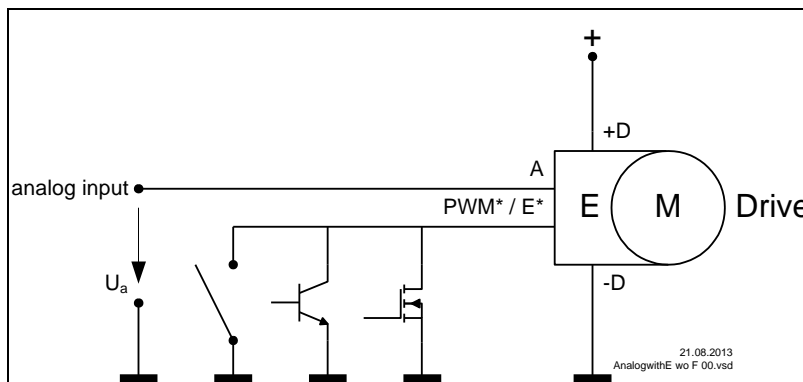 +
+D
A
analog input
PWM* / E*
E
M
Drive
Ua
-D
21.08.2013
AnalogwithE wo F 00.vsd